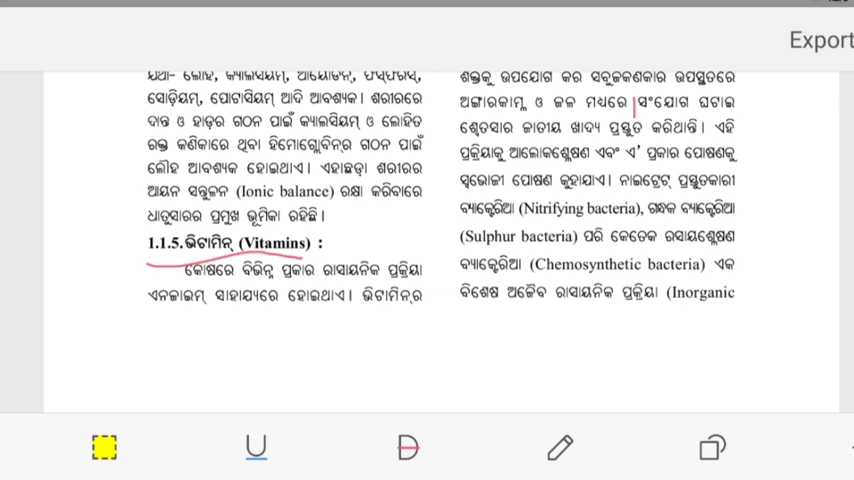 Export
ଯଥା- ଲୌହ, କ୍ୟାଲସିୟମ୍, ଆୟୋଡିନ୍, ଫସ୍ଫରସ୍,
ସୋଡ଼ିୟମ୍, ପୋଟାସିୟମ୍ ଆଦି ଆବଶ୍ୟକ। ଶରୀରରେ
ଦାନ୍ତ ଓ ହାଡ଼ର ଗଠନ ପାଇଁ କ୍ୟାଲସିୟମ୍ ଓ ଲୋହିତ
ରକ୍ତ କଣିକାରେ ଥିବା ହିମୋଗ୍ଲୋବିନ୍‌ର ଗଠନ ପାଇଁ
ଲୌହ ଆବଶ୍ୟକ ହୋଇଥାଏ। ଏହାଛଡ଼ା ଶରୀରର
ଆୟନ ସନ୍ତୁଳନ (Ionic balance) ରକ୍ଷା କରିବାରେ
ଧାତୁସାରର ପ୍ରମୁଖ ଭୂମିକା ରହିଛି।
1.1.5. ଭିଟାମିନ୍ (Vitamins) :
କୋଷରେ ବିଭିନ୍ନ ପ୍ରକାର ରାସାୟନିକ ପ୍ରକ୍ରିୟା
ଏନଜାଇମ୍ ସାହାଯ୍ୟରେ ହୋଇଥାଏ। ଭିଟାମିନ୍‌ର
ଶକ୍ତିକୁ ଉପଯୋଗ କରି ସବୁଜକଣିକାର ଉପସ୍ଥିତିରେ
ଅଙ୍ଗାରକାମ୍ଳ ଓ ଜଳ ମଧ୍ୟରେ ସଂଯୋଗ ଘଟାଇ
ଶ୍ଵେତସାର ଜାତୀୟ ଖାଦ୍ୟ ପ୍ରସ୍ତୁତ କରିଥାନ୍ତି। ଏହି
ପ୍ରକ୍ରିୟାକୁ ଆଲୋକଶ୍ଳେଷଣ ଏବଂ ଏ’ ପ୍ରକାର ପୋଷଣକୁ
ସ୍ୱଭୋଜୀ ପୋଷଣ କୁହାଯାଏ। ନାଇଟ୍ରେଟ୍ ପ୍ରସ୍ତୁତକାରୀ
ବ୍ୟାକ୍ଟେରିଆ (Nitrifying bacteria), ଗନ୍ଧକ ବ୍ୟାକ୍ଟେରିଆ
(Sulphur bacteria) ପରି କେତେକ ରସାୟଶ୍ଳେଷଣ
ବ୍ୟାକ୍ଟେରିଆ (Chemosynthetic bacteria) ଏକ
ବିଶେଷ ଅଜୈବ ରାସାୟନିକ ପ୍ରକ୍ରିୟା (Inorganic